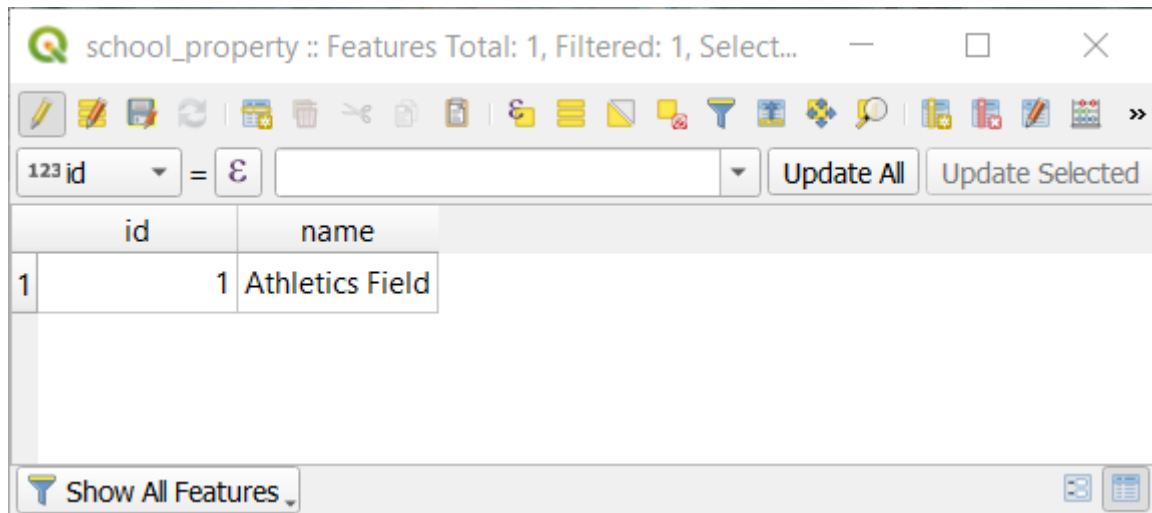 school_property :: Features Total: 1, Filtered: 1, Select...
»
123 id = ε Update All Update Selected
id name
1 1 Athletics Field
Show All Features